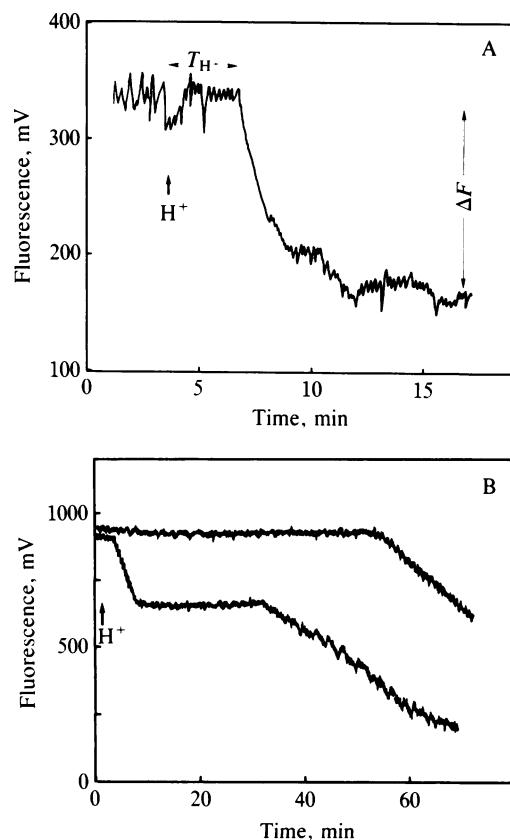 A
400
T_H-
300
Fluorescence, mV
H⁺
ΔF
200
100
0 5 10 15
Time, min
B
1000
Fluorescence, mV
H⁺
500
0
0 20 40 60
Time, min